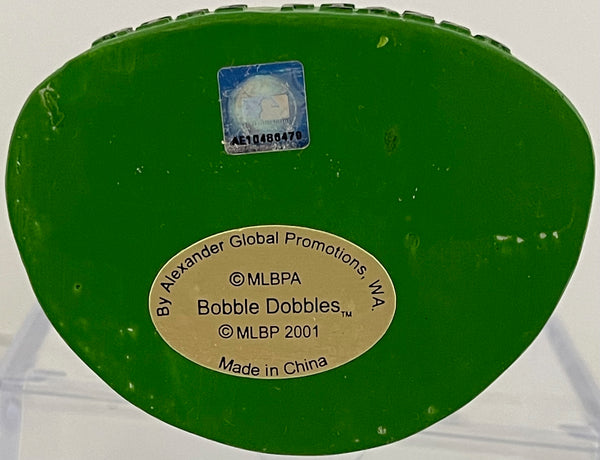 AE10486479
By Alexander Global Promotions, WA.
©MLBPA
Bobble Dobbles™
©MLBP 2001
Made in China